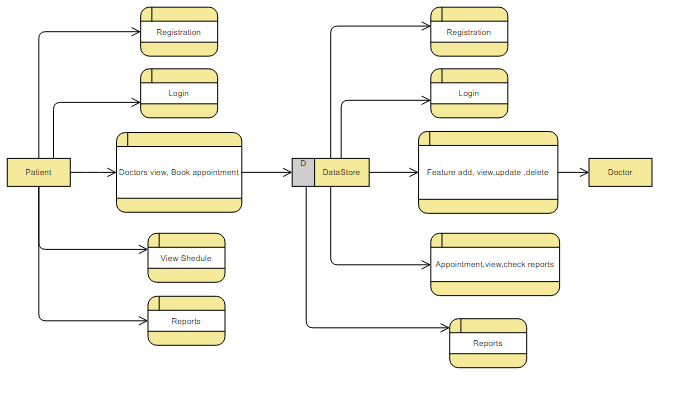 Registration
Registration
Login
Login
D
Patient
Doctors view, Book appointment
DataStore
Feature add, view,update ,delete
Doctor
View Shedule
Appointment,view,check reports
Reports
Reports